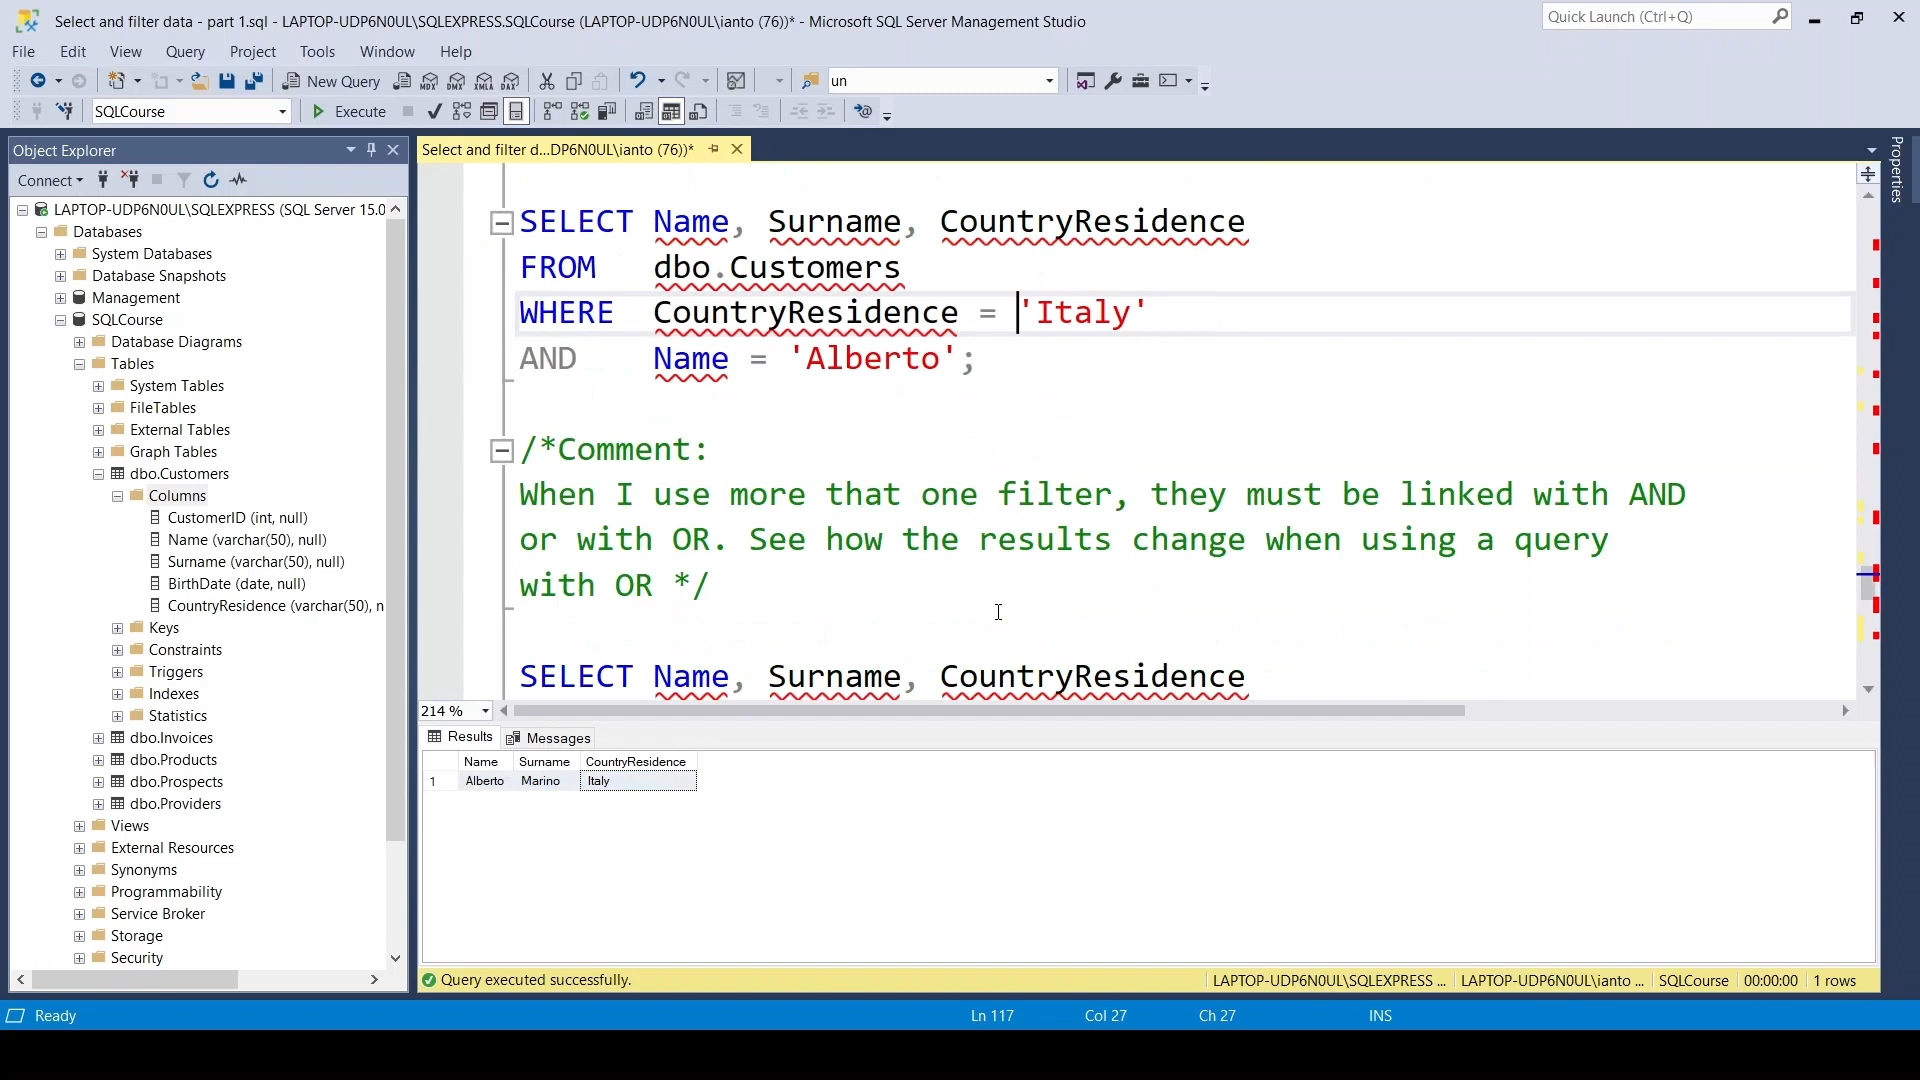 Select and filter data - part 1.sql - LAPTOP-UDP6N0UL\SQLEXPRESS.SQLCourse (LAPTOP-UDP6N0UL\ianto (76))* - Microsoft SQL Server Management Studio
Quick Launch (Ctrl+Q)
File Edit View Query Project Tools Window Help
New Query MDX DMX XMLA DAX un
SQLCourse Execute
Object Explorer
Select and filter d...DP6N0UL\ianto (76))*
Properties
Connect
LAPTOP-UDP6N0UL\SQLEXPRESS (SQL Server 15.0
Databases
System Databases
Database Snapshots
Management
SQLCourse
Database Diagrams
Tables
System Tables
FileTables
External Tables
Graph Tables
dbo.Customers
Columns
CustomerID (int, null)
Name (varchar(50), null)
Surname (varchar(50), null)
BirthDate (date, null)
CountryResidence (varchar(50), n
Keys
Constraints
Triggers
Indexes
Statistics
dbo.Invoices
dbo.Products
dbo.Prospects
dbo.Providers
Views
External Resources
Synonyms
Programmability
Service Broker
Storage
Security
SELECT Name, Surname, CountryResidence
FROM dbo.Customers
WHERE CountryResidence = 'Italy'
AND Name = 'Alberto';
/*Comment:
When I use more that one filter, they must be linked with AND
or with OR. See how the results change when using a query
with OR */
SELECT Name, Surname, CountryResidence
214 %
Results Messages
Name Surname CountryResidence
1 Alberto Marino Italy
Query executed successfully.
LAPTOP-UDP6N0UL\SQLEXPRESS ... LAPTOP-UDP6N0UL\ianto ... SQLCourse 00:00:00 1 rows
Ready Ln 117 Col 27 Ch 27 INS